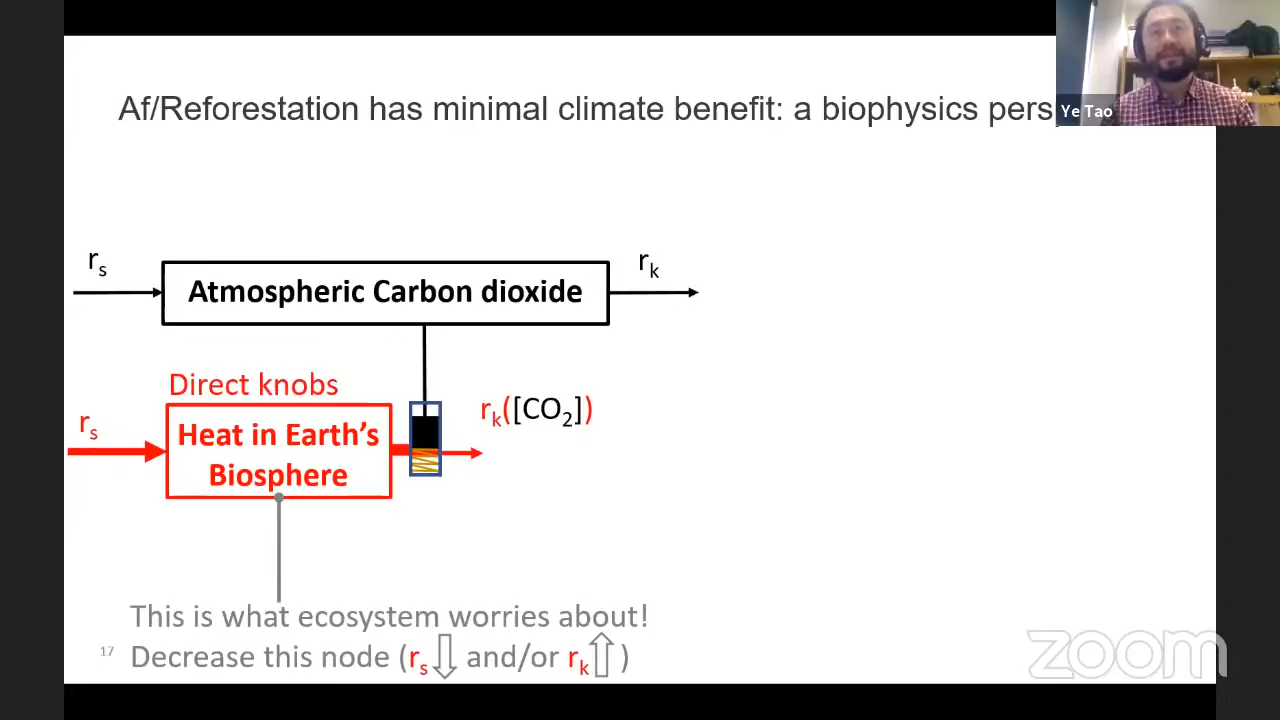 Af/Reforestation has minimal climate benefit: a biophysics
Ye Tao
rs
Atmospheric Carbon dioxide
rk
Direct knobs
rs
Heat in Earth's
Biosphere
rk([CO2])
This is what ecosystem worries about!
17
Decrease this node (rs⇩ and/or rk⇧)
zoom